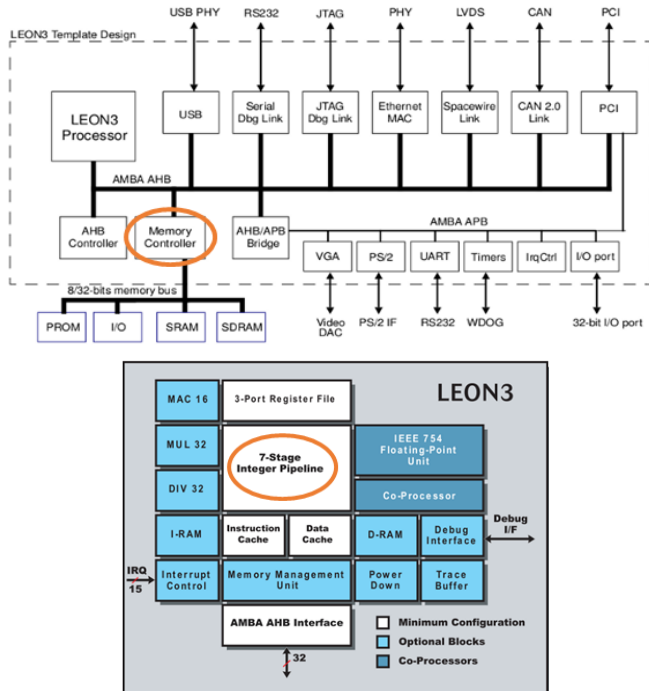 USB PHY RS232 JTAG PHY LVDS CAN PCI
LEON3 Template Design
LEON3
Processor
USB
Serial
Dbg Link
JTAG
Dbg Link
Ethernet
MAC
Spacewire
Link
CAN 2.0
Link
PCI
AMBA AHB
AHB
Controller
Memory
Controller
AHB/APB
Bridge
AMBA APB
VGA
PS/2
UART
Timers
IrqCtrl
I/O port
8/32-bits memory bus
PROM
I/O
SRAM
SDRAM
Video
DAC
PS/2 IF
RS232
WDOG
32-bit I/O port
LEON3
MAC 16
3-Port Register File
MUL 32
7-Stage
Integer Pipeline
IEEE 754
Floating-Point
Unit
DIV 32
Co-Processor
I-RAM
Instruction
Cache
Data
Cache
D-RAM
Debug
Interface
Debug
I/F
IRQ
15
Interrupt
Control
Memory Management
Unit
Power
Down
Trace
Buffer
AMBA AHB Interface
32
Minimum Configuration
Optional Blocks
Co-Processors